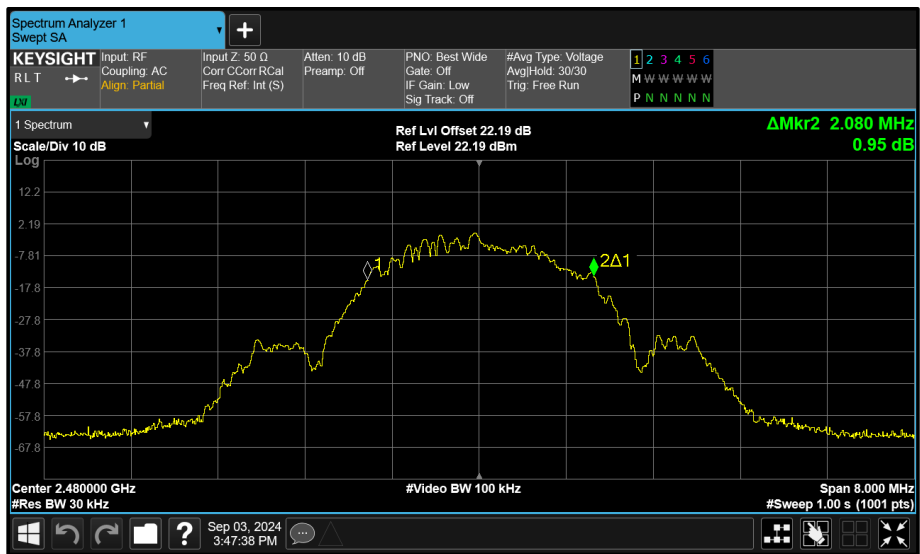 Spectrum Analyzer 1
Swept SA
+
KEYSIGHT
R L T
LXI
Input: RF
Coupling: AC
Align: Partial
Input Z: 50 Ω
Corr CCorr RCal
Freq Ref: Int (S)
Atten: 10 dB
Preamp: Off
PNO: Best Wide
Gate: Off
IF Gain: Low
Sig Track: Off
#Avg Type: Voltage
Avg|Hold: 30/30
Trig: Free Run
1 2 3 4 5 6
M W W W W W
P N N N N N
1 Spectrum
Scale/Div 10 dB
Ref Lvl Offset 22.19 dB
Ref Level 22.19 dBm
ΔMkr2 2.080 MHz
0.95 dB
Log
12.2
2.19
-7.81
-17.8
-27.8
-37.8
-47.8
-57.8
-67.8
1
2Δ1
Center 2.480000 GHz
#Res BW 30 kHz
#Video BW 100 kHz
Span 8.000 MHz
#Sweep 1.00 s (1001 pts)
?
Sep 03, 2024
3:47:38 PM